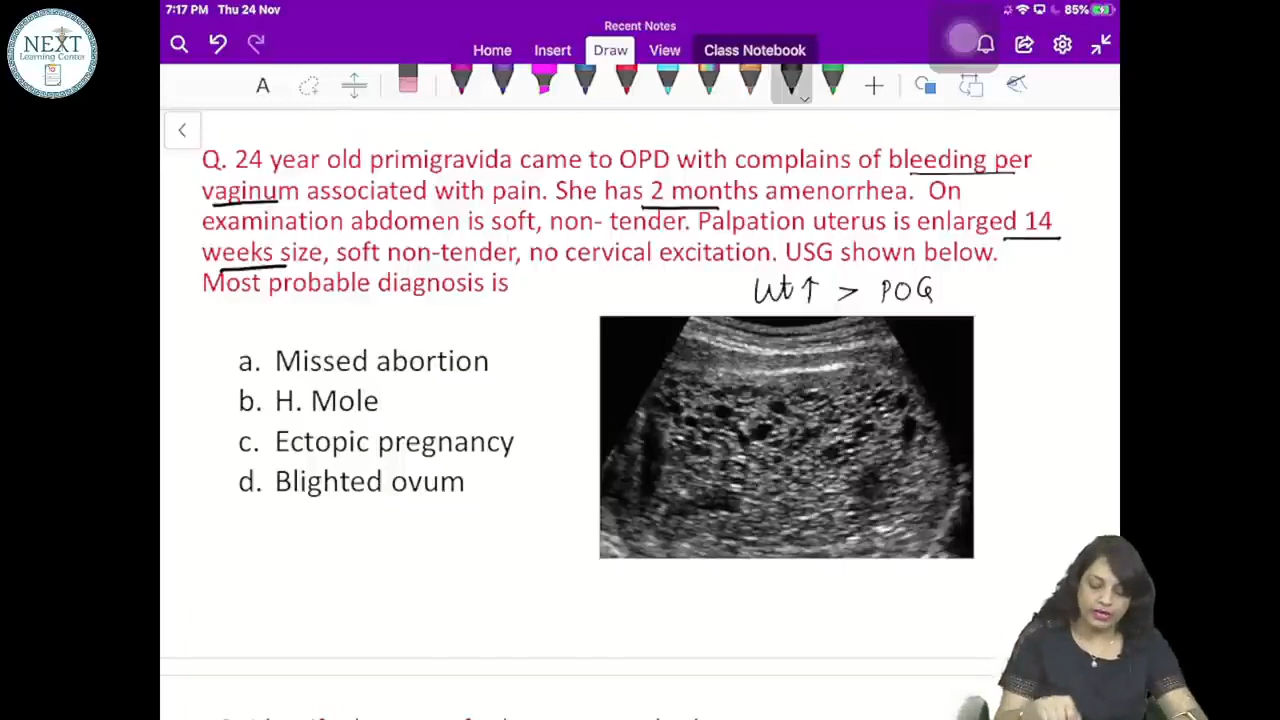 7:17 PM Thu 24 Nov
85%
Recent Notes
NEXT
Learning Center
Home Insert Draw View Class Notebook
A
Q. 24 year old primigravida came to OPD with complains of bleeding per
vaginum associated with pain. She has 2 months amenorrhea. On
examination abdomen is soft, non- tender. Palpation uterus is enlarged 14
weeks size, soft non-tender, no cervical excitation. USG shown below.
Most probable diagnosis is
Ut↑ > POG
a. Missed abortion
b. H. Mole
c. Ectopic pregnancy
d. Blighted ovum